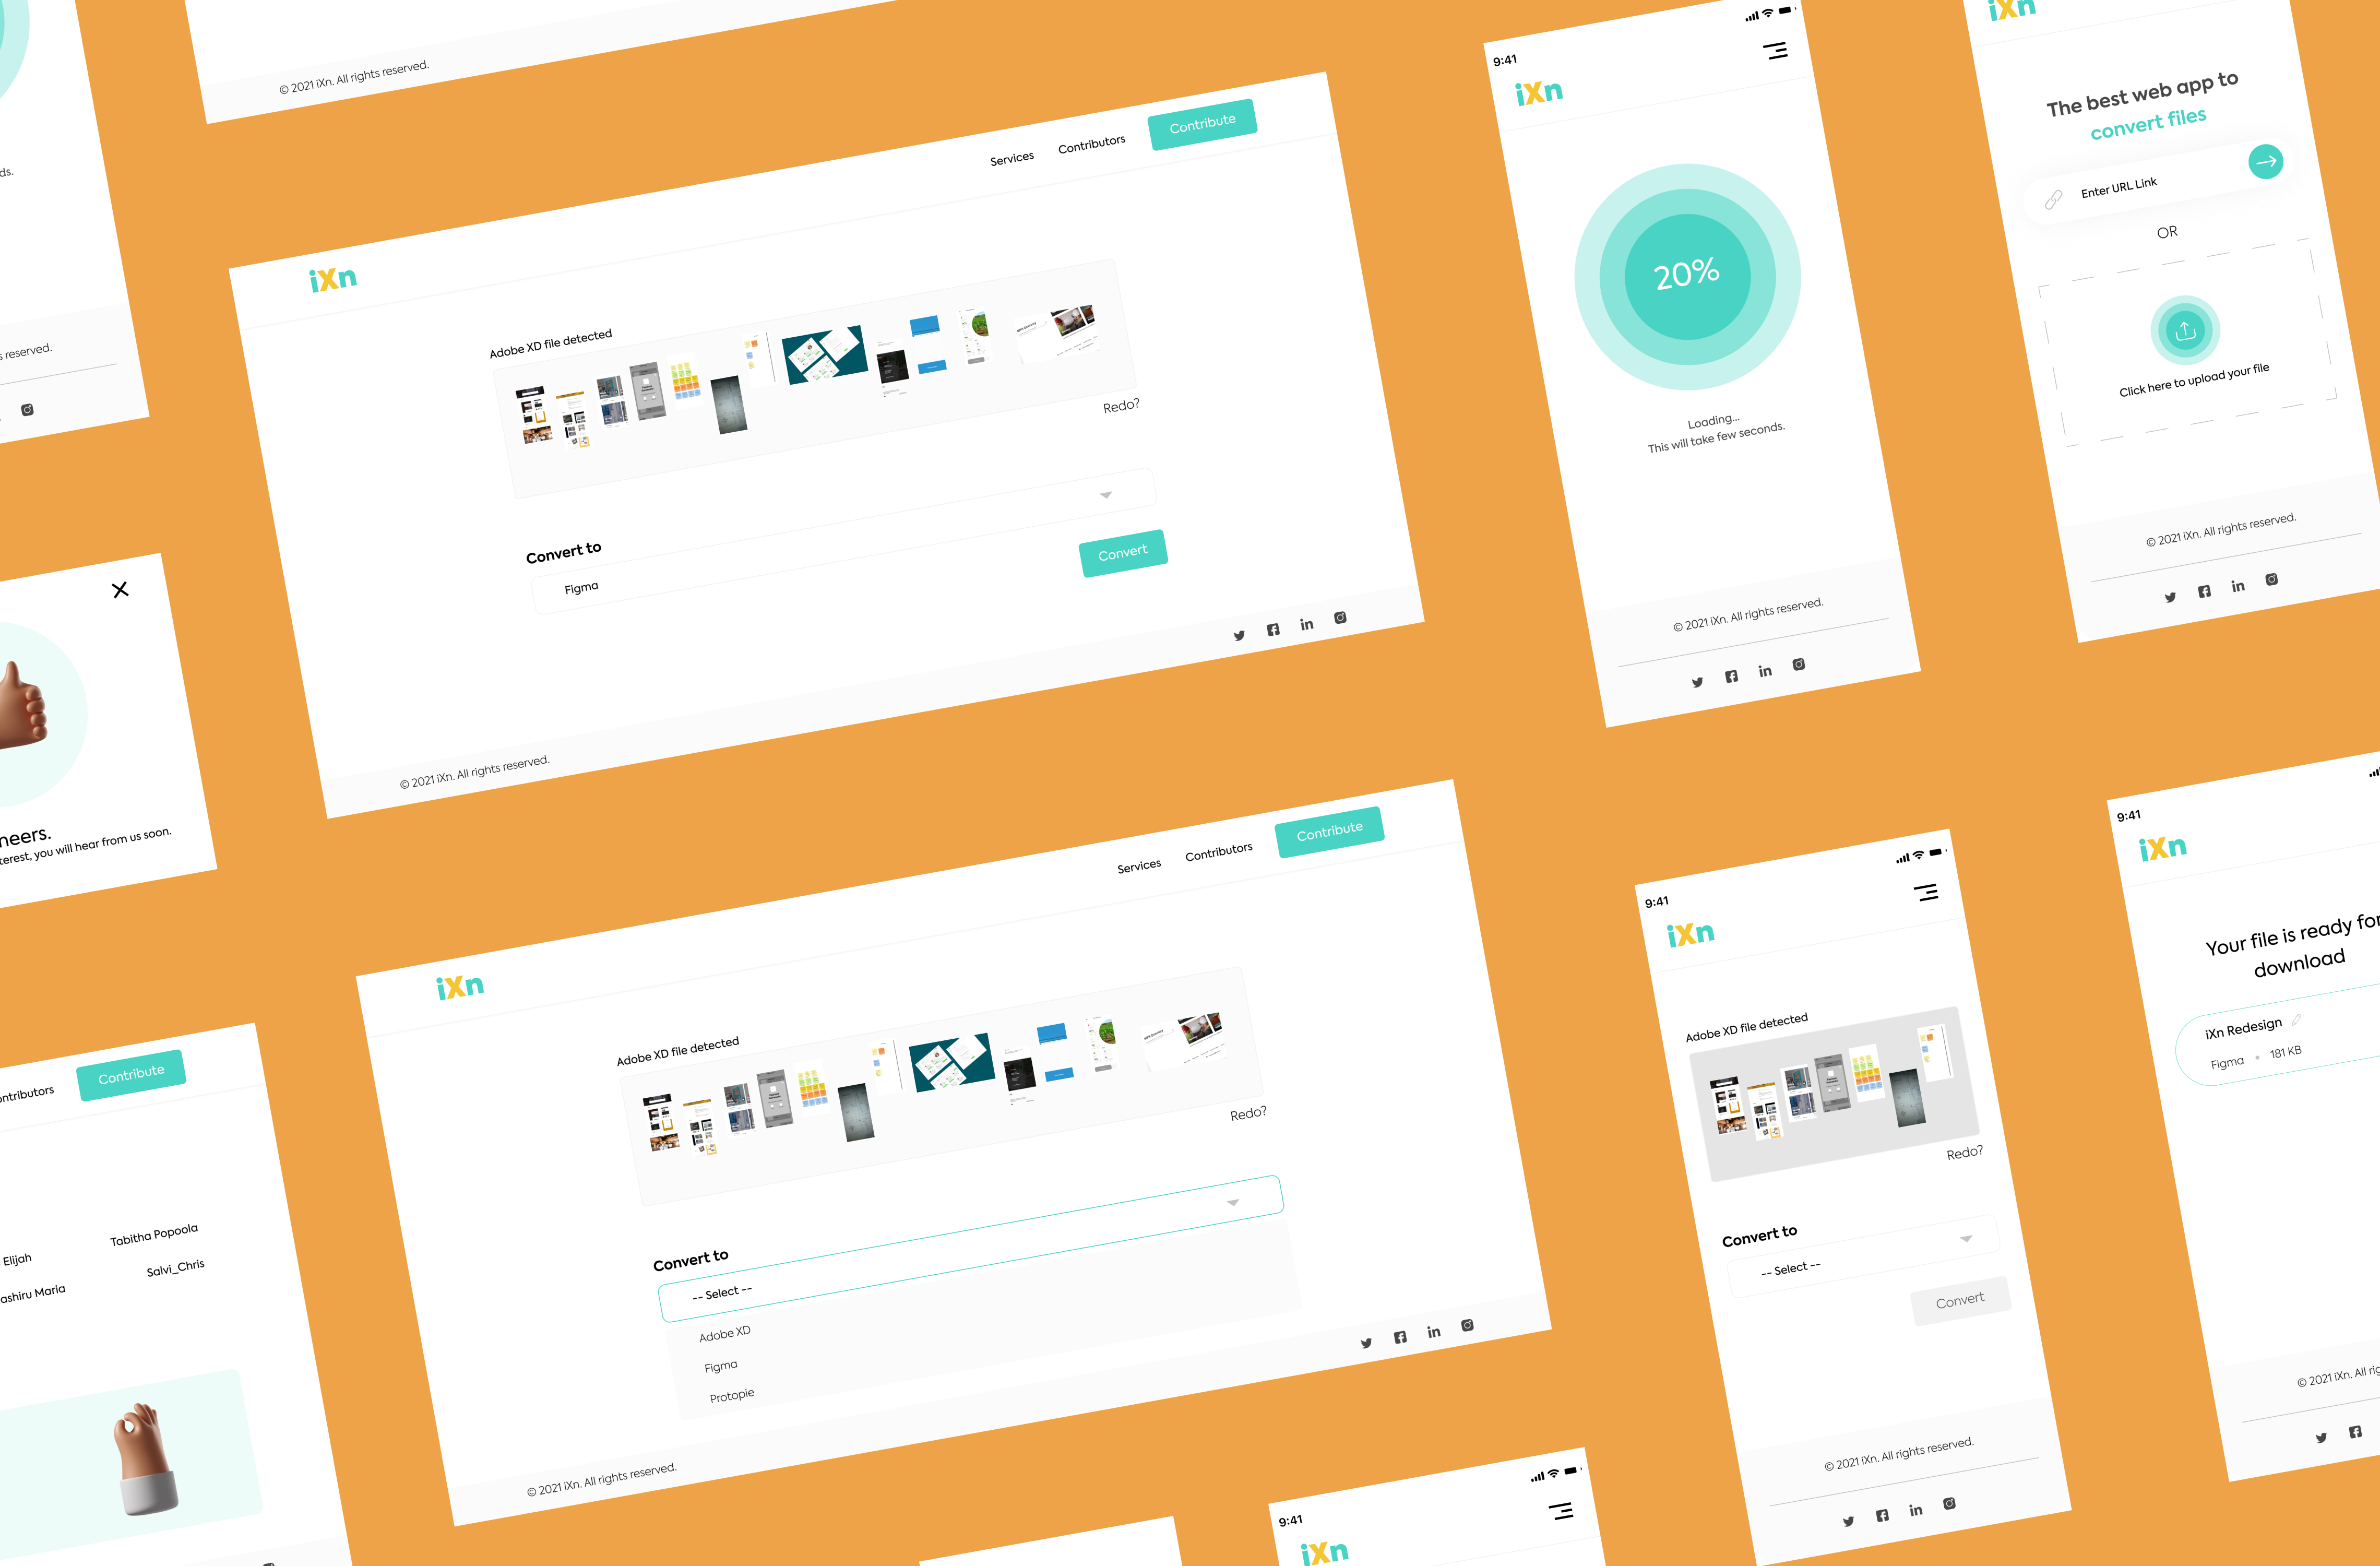 ds.
s reserved.
neers.
terest, you will hear from us soon.
ontributors
Contribute
Elijah
Tabitha Popoola
ashiru Maria
Salvi_Chris
© 2021 iXn. All rights reserved.
iXn
Services
Contributors
Contribute
Adobe XD file detected
Redo?
Convert to
Figma
Convert
© 2021 iXn. All rights reserved.
iXn
Services
Contributors
Contribute
Adobe XD file detected
Redo?
Convert to
-- Select --
Adobe XD
Figma
Protopie
© 2021 iXn. All rights reserved.
9:41
iXn
20%
Loading...
This will take few seconds.
© 2021 iXn. All rights reserved.
iXn
The best web app to
convert files
Enter URL Link
OR
Click here to upload your file
© 2021 iXn. All rights reserved.
9:41
iXn
Adobe XD file detected
Redo?
Convert to
-- Select --
Convert
© 2021 iXn. All rights reserved.
9:41
iXn
Your file is ready for
download
iXn Redesign
Figma • 181 KB
© 2021 iXn. All rig
9:41
iXn